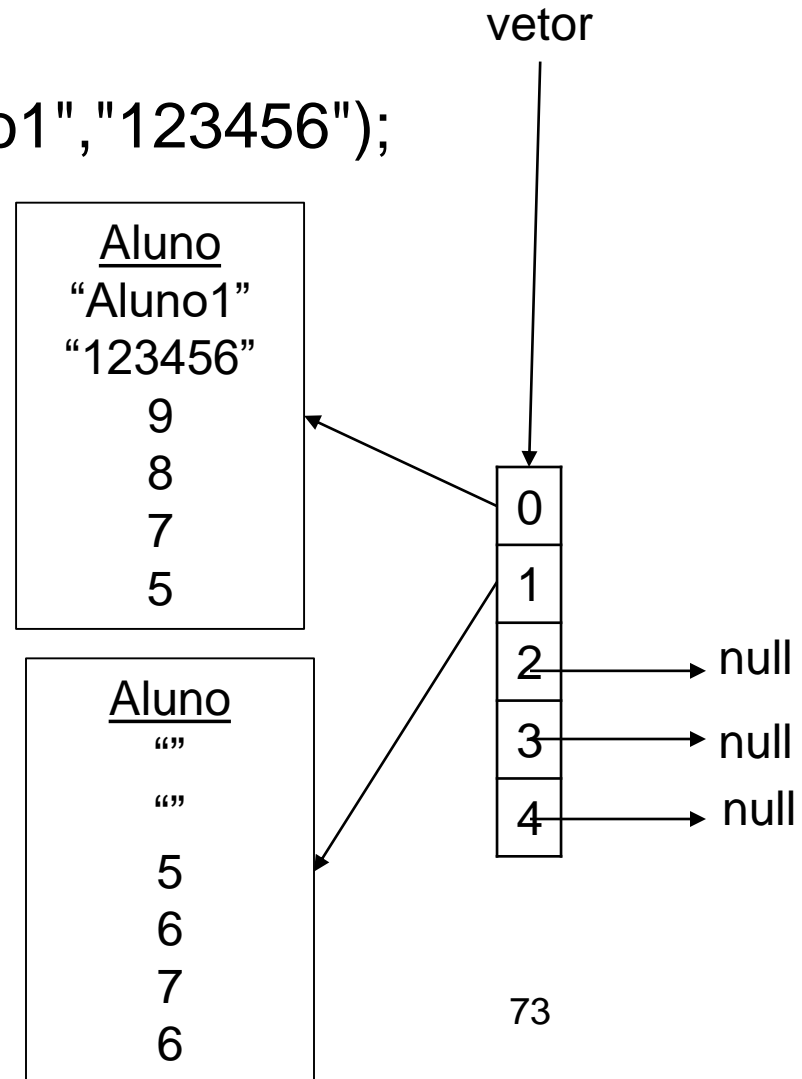 vetor
o1","123456");
Aluno
“Aluno1”
“123456”
9
8
7
5
0
1
2
null
3
null
4
null
Aluno
“”
“”
5
6
7
6
73